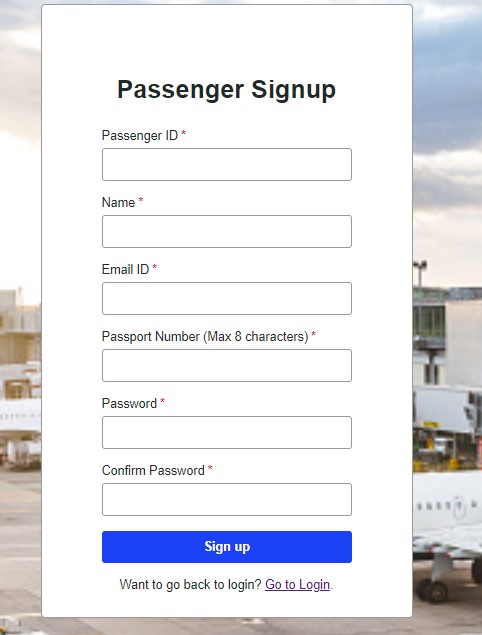 Passenger Signup
Passenger ID *
Name *
Email ID *
Passport Number (Max 8 characters) *
Password *
Confirm Password *
Sign up
Want to go back to login? Go to Login.